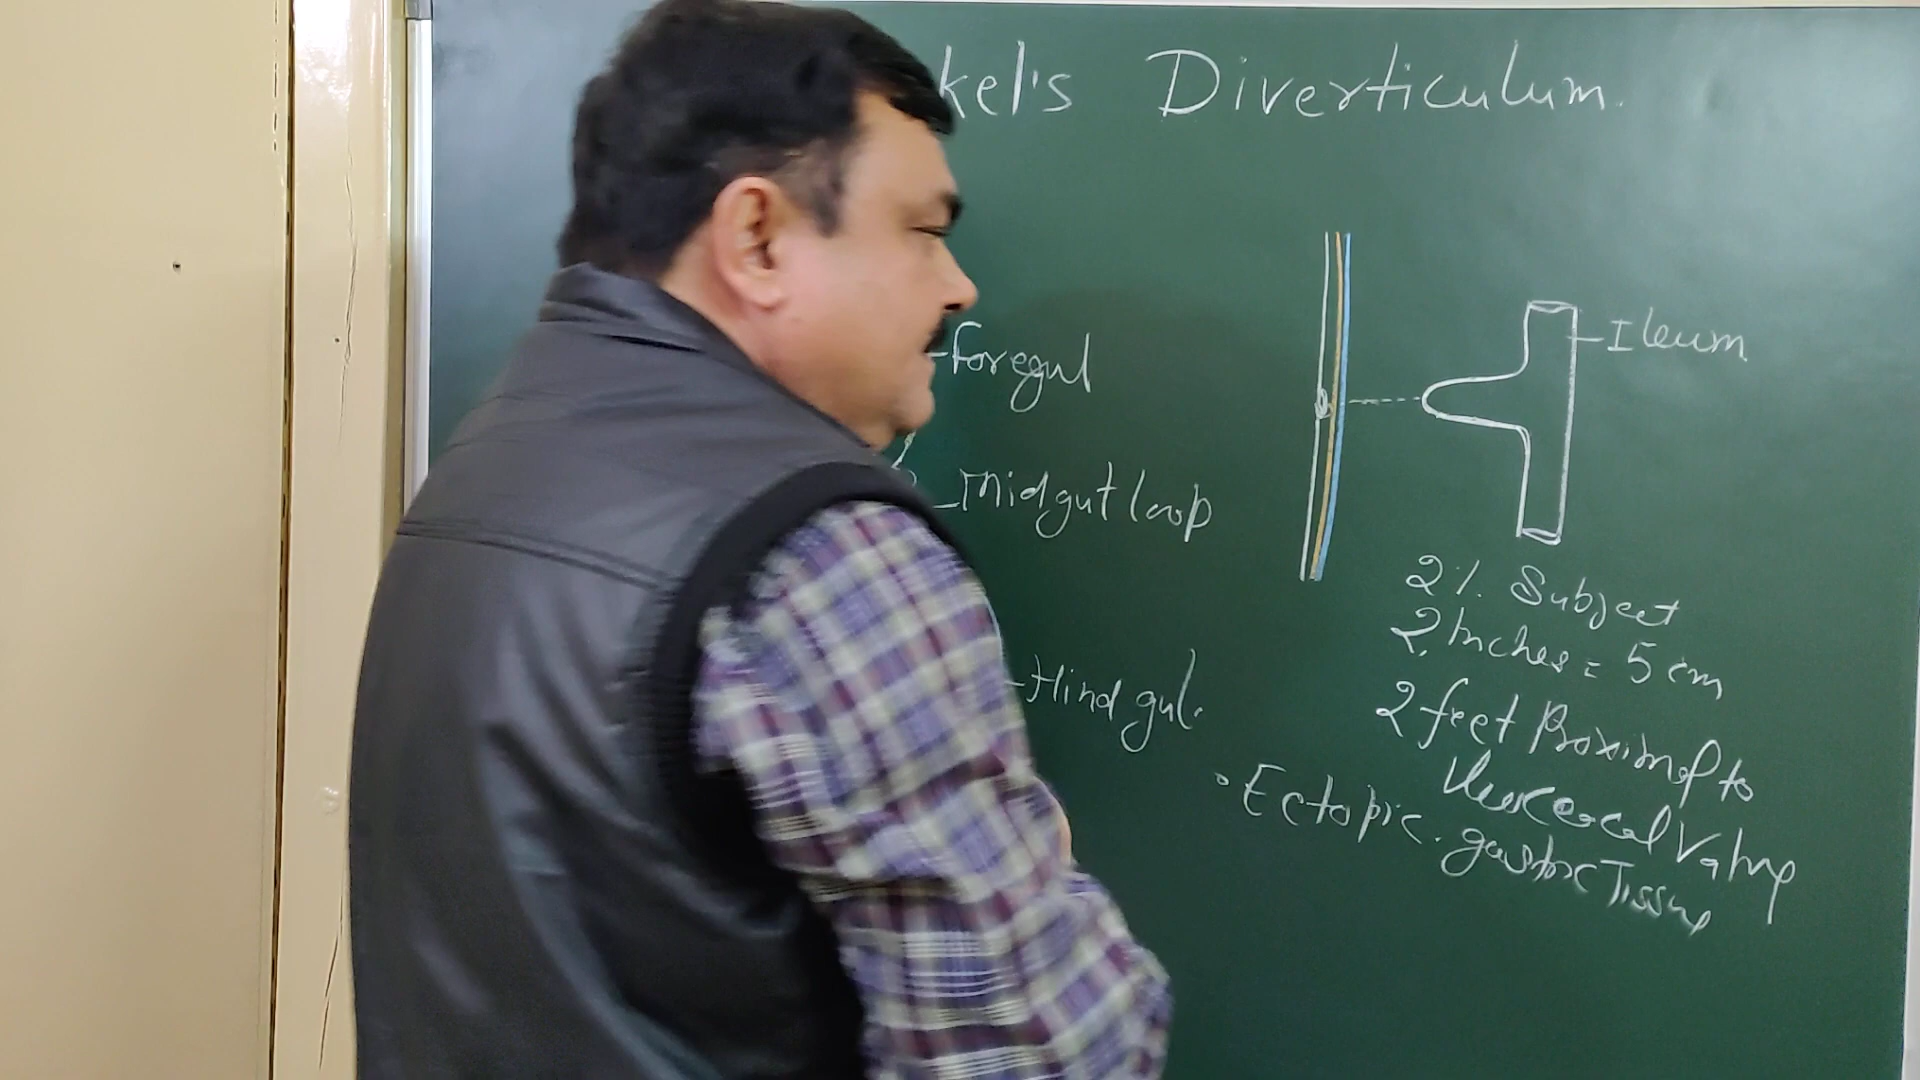 kel's Diverticulum.
Foregut
Midgut loop
Hind gut.
Ileum
2% Subject
2 Inches = 5 cm
2 feet Proximal to
Ileocecal Valve
• Ectopic. gastric Tissue